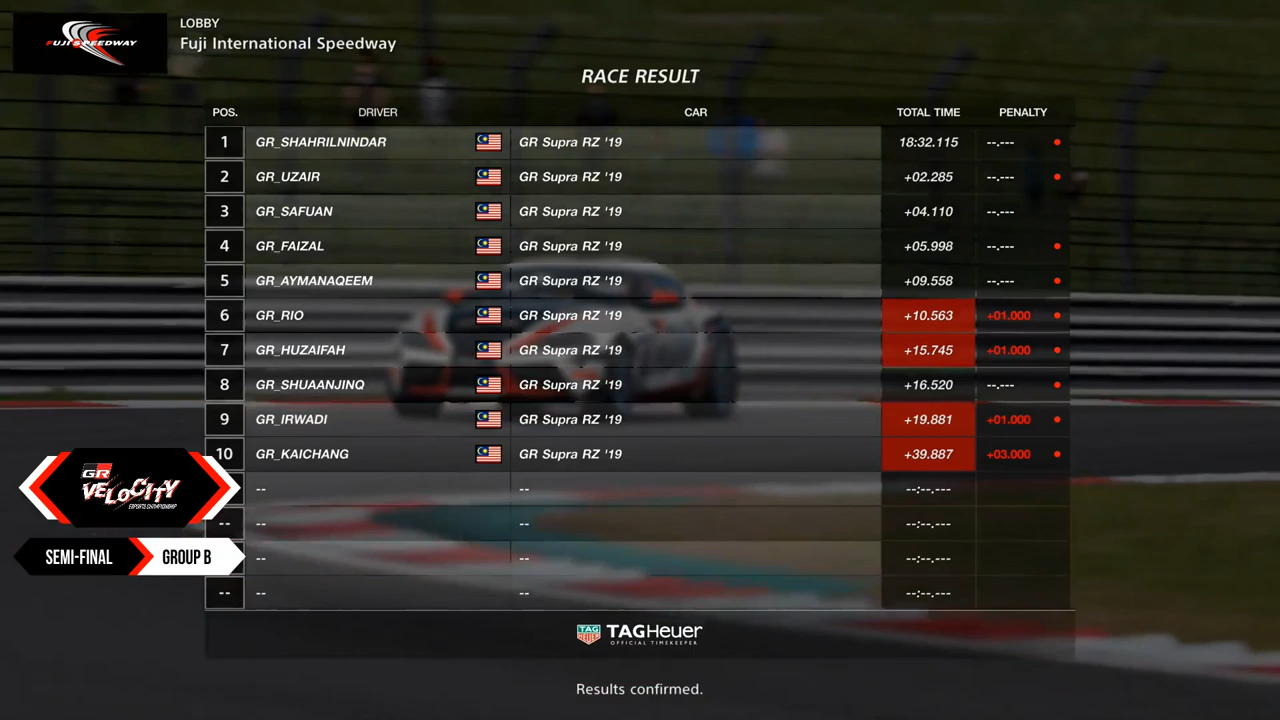 FUJI SPEEDWAY
LOBBY
Fuji International Speedway
RACE RESULT
POS. DRIVER CAR TOTAL TIME PENALTY
1 GR_SHAHRILNINDAR GR Supra RZ '19 18:32.115 --.---
2 GR_UZAIR GR Supra RZ '19 +02.285 --.---
3 GR_SAFUAN GR Supra RZ '19 +04.110 --.---
4 GR_FAIZAL GR Supra RZ '19 +05.998 --.---
5 GR_AYMANAQEEM GR Supra RZ '19 +09.558 --.---
6 GR_RIO GR Supra RZ '19 +10.563 +01.000
7 GR_HUZAIFAH GR Supra RZ '19 +15.745 +01.000
8 GR_SHUAANJINQ GR Supra RZ '19 +16.520 --.---
9 GR_IRWADI GR Supra RZ '19 +19.881 +01.000
10 GR_KAICHANG GR Supra RZ '19 +39.887 +03.000
-- -- --:--.---
-- -- -- --:--.---
-- -- --:--.---
-- -- -- --:--.---
GR
VELOCITY
ESPORTS CHAMPIONSHIP
SEMI-FINAL GROUP B
TAG HEUER TAGHeuer
OFFICIAL TIMEKEEPER
Results confirmed.